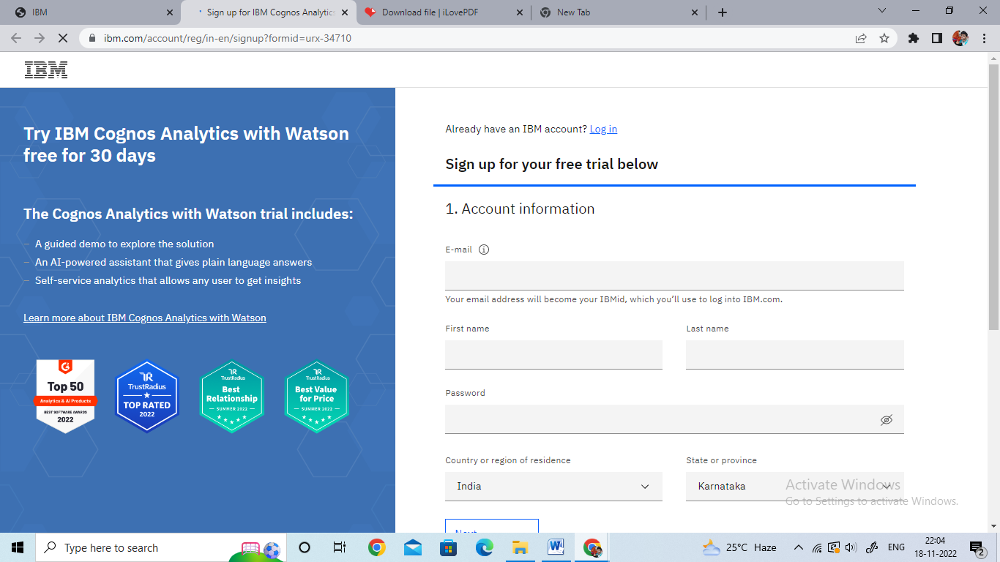 IBM
Sign up for IBM Cognos Analytics
Download file | iLovePDF
New Tab
ibm.com/account/reg/in-en/signup?formid=urx-34710
IBM
Try IBM Cognos Analytics with Watson
free for 30 days
The Cognos Analytics with Watson trial includes:
– A guided demo to explore the solution
– An AI-powered assistant that gives plain language answers
– Self-service analytics that allows any user to get insights
Learn more about IBM Cognos Analytics with Watson
Top 50
Analytics & AI Products
BEST SOFTWARE AWARDS
2022
TR
TrustRadius
TOP RATED
2022
TR
TrustRadius
Best
Relationship
SUMMER 2022
TR
TrustRadius
Best Value
for Price
SUMMER 2022
Already have an IBM account? Log in
Sign up for your free trial below
1. Account information
E-mail
Your email address will become your IBMid, which you’ll use to log into IBM.com.
First name
Last name
Password
Country or region of residence
State or province
India
Karnataka
Next
Activate Windows
Go to Settings to activate Windows.
Type here to search
25°C Haze
ENG
22:04
18-11-2022
2